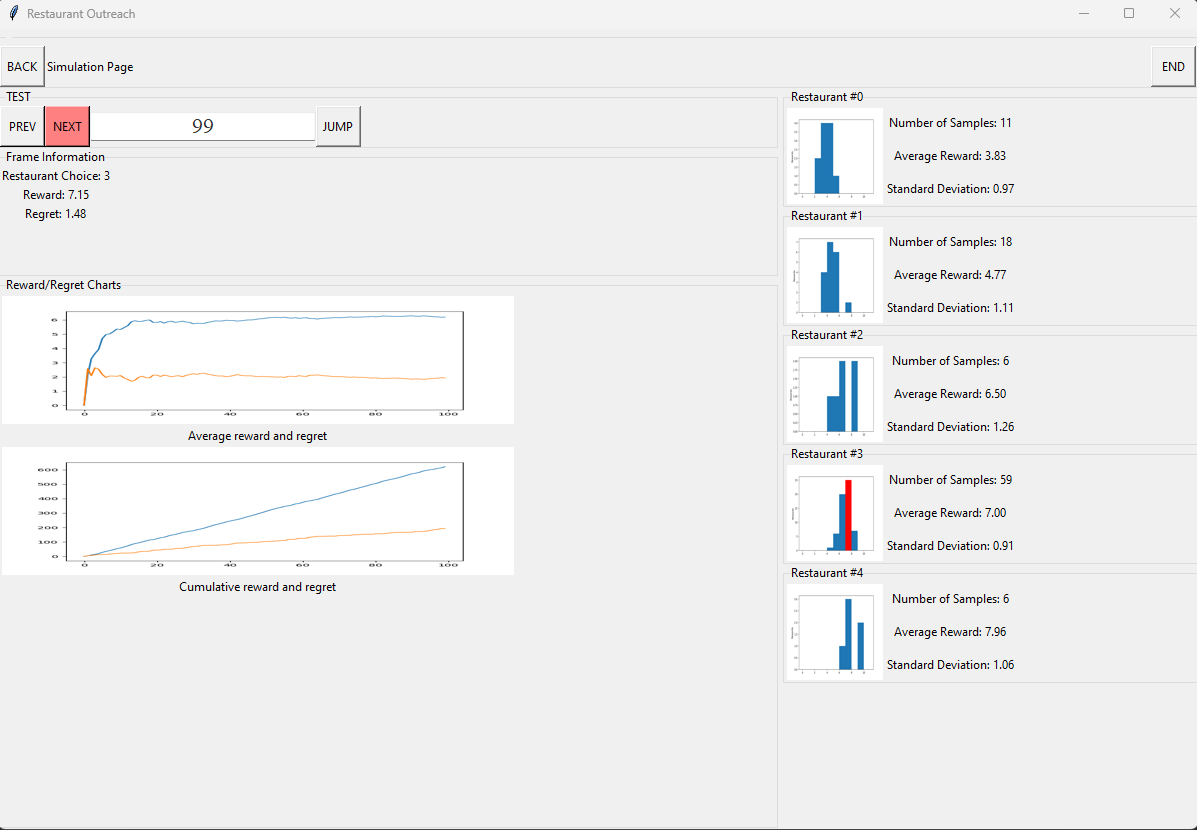 Restaurant Outreach
BACK Simulation Page END
TEST
PREV NEXT 99 JUMP
Frame Information
Restaurant Choice: 3
Reward: 7.15
Regret: 1.48
Reward/Regret Charts
6
5
4
3
2
1
0
0 20 40 60 80 100
Average reward and regret
600
500
400
300
200
100
0
0 20 40 60 80 100
Cumulative reward and regret
Restaurant #0
Number of Samples: 11
Average Reward: 3.83
Standard Deviation: 0.97
Restaurant #1
Number of Samples: 18
Average Reward: 4.77
Standard Deviation: 1.11
Restaurant #2
Number of Samples: 6
Average Reward: 6.50
Standard Deviation: 1.26
Restaurant #3
Number of Samples: 59
Average Reward: 7.00
Standard Deviation: 0.91
Restaurant #4
Number of Samples: 6
Average Reward: 7.96
Standard Deviation: 1.06